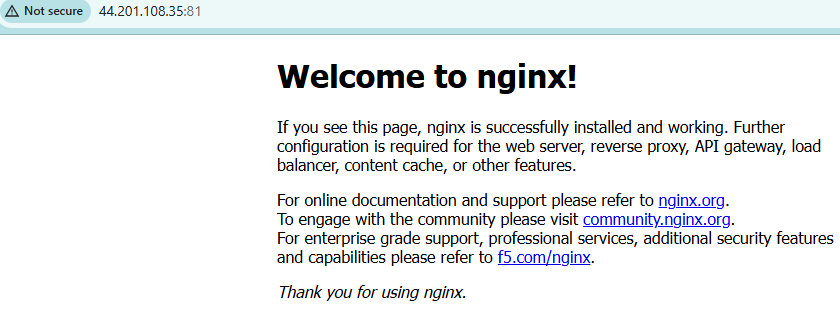 Not secure 44.201.108.35:81
Welcome to nginx!
If you see this page, nginx is successfully installed and working. Further
configuration is required for the web server, reverse proxy, API gateway, load
balancer, content cache, or other features.
For online documentation and support please refer to nginx.org.
To engage with the community please visit community.nginx.org.
For enterprise grade support, professional services, additional security features
and capabilities please refer to f5.com/nginx.
Thank you for using nginx.